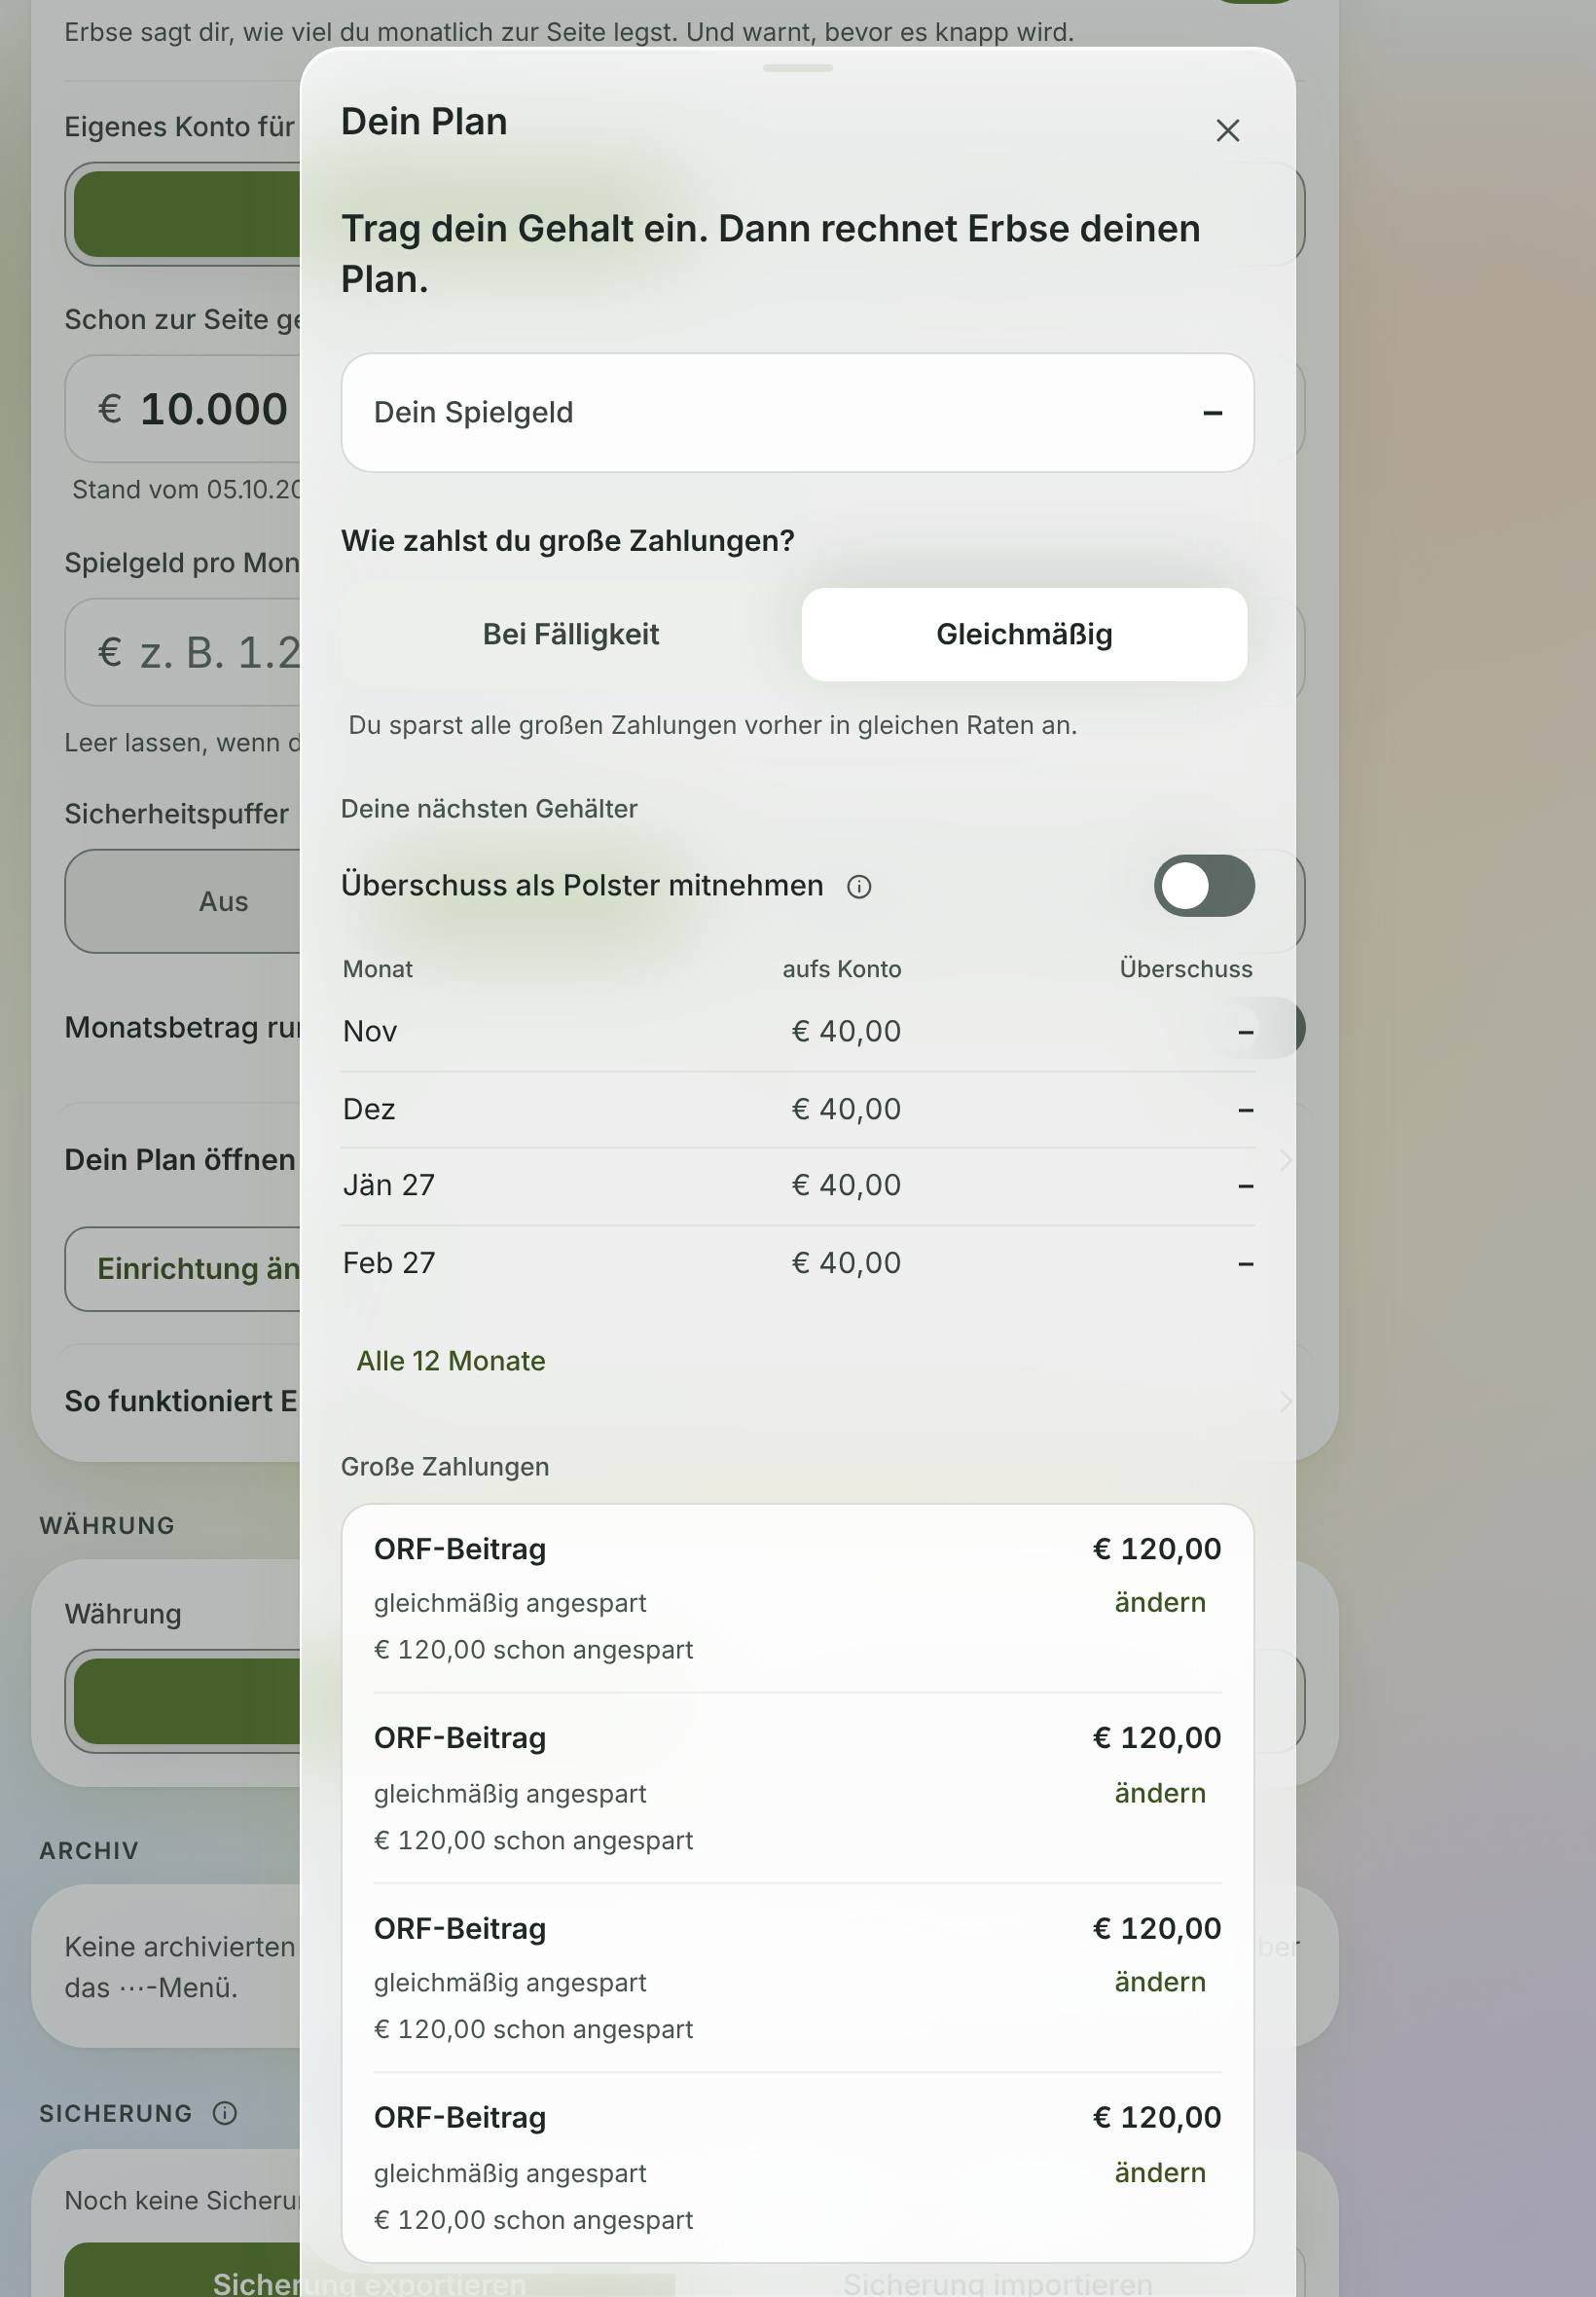 Erbse sagt dir, wie viel du monatlich zur Seite legst. Und warnt, bevor es knapp wird.
Eigenes Konto für
Schon zur Seite ge
€ 10.000
Stand vom 05.10.20
Spielgeld pro Mon
€ z. B. 1.2
Leer lassen, wenn d
Sicherheitspuffer
Aus
Monatsbetrag ru
Dein Plan öffnen
Einrichtung än
So funktioniert E
WÄHRUNG
Währung
ARCHIV
Keine archivierten
das ···-Menü.
SICHERUNG
Noch keine Sicheru
Dein Plan
Trag dein Gehalt ein. Dann rechnet Erbse deinen
Plan.
Dein Spielgeld –
Wie zahlst du große Zahlungen?
Bei Fälligkeit Gleichmäßig
Du sparst alle großen Zahlungen vorher in gleichen Raten an.
Deine nächsten Gehälter
Überschuss als Polster mitnehmen
Monat aufs Konto Überschuss
Nov € 40,00 –
Dez € 40,00 –
Jän 27 € 40,00 –
Feb 27 € 40,00 –
Alle 12 Monate
Große Zahlungen
ORF-Beitrag € 120,00
gleichmäßig angespart ändern
€ 120,00 schon angespart
ORF-Beitrag € 120,00
gleichmäßig angespart ändern
€ 120,00 schon angespart
ORF-Beitrag € 120,00
gleichmäßig angespart ändern
€ 120,00 schon angespart
ORF-Beitrag € 120,00
gleichmäßig angespart ändern
€ 120,00 schon angespart
Sicherung exportieren Sicherung importieren